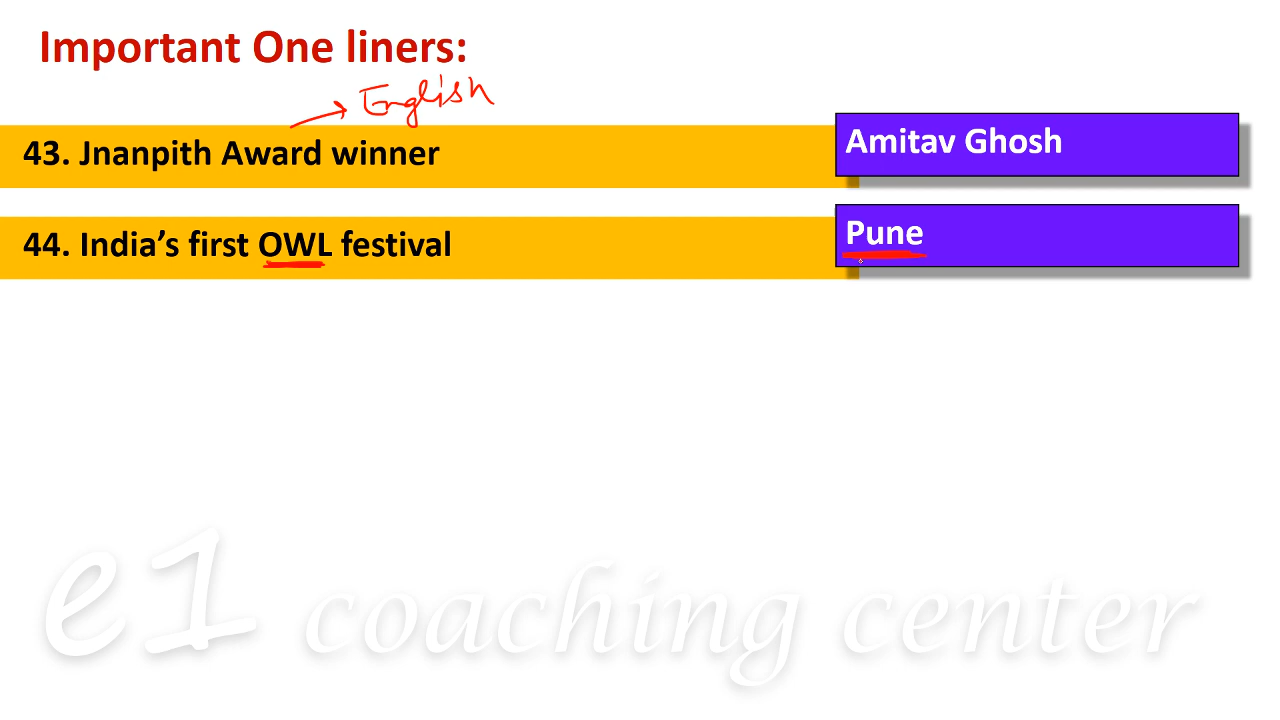 Important One liners:
English
43. Jnanpith Award winner
Amitav Ghosh
44. India’s first OWL festival
Pune
e1 coaching center